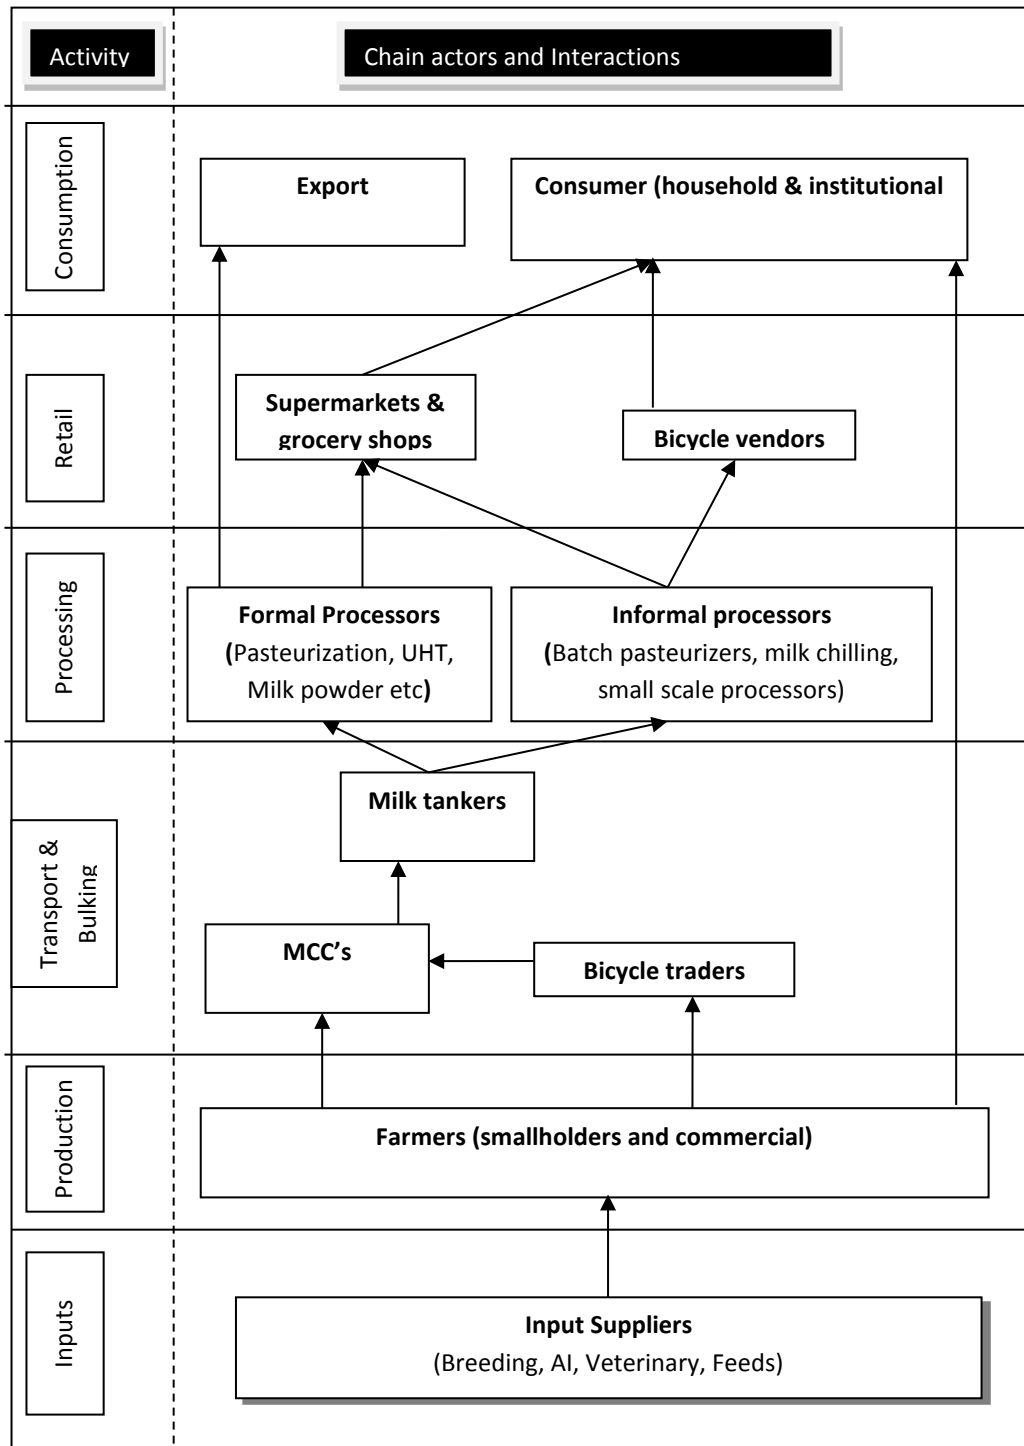 Activity
Chain actors and Interactions
Consumption
Export
Consumer (household & institutional
Retail
Supermarkets &
grocery shops
Bicycle vendors
Processing
Formal Processors
(Pasteurization, UHT,
Milk powder etc)
Informal processors
(Batch pasteurizers, milk chilling,
small scale processors)
Transport &
Bulking
Milk tankers
MCC’s
Bicycle traders
Production
Farmers (smallholders and commercial)
Inputs
Input Suppliers
(Breeding, AI, Veterinary, Feeds)